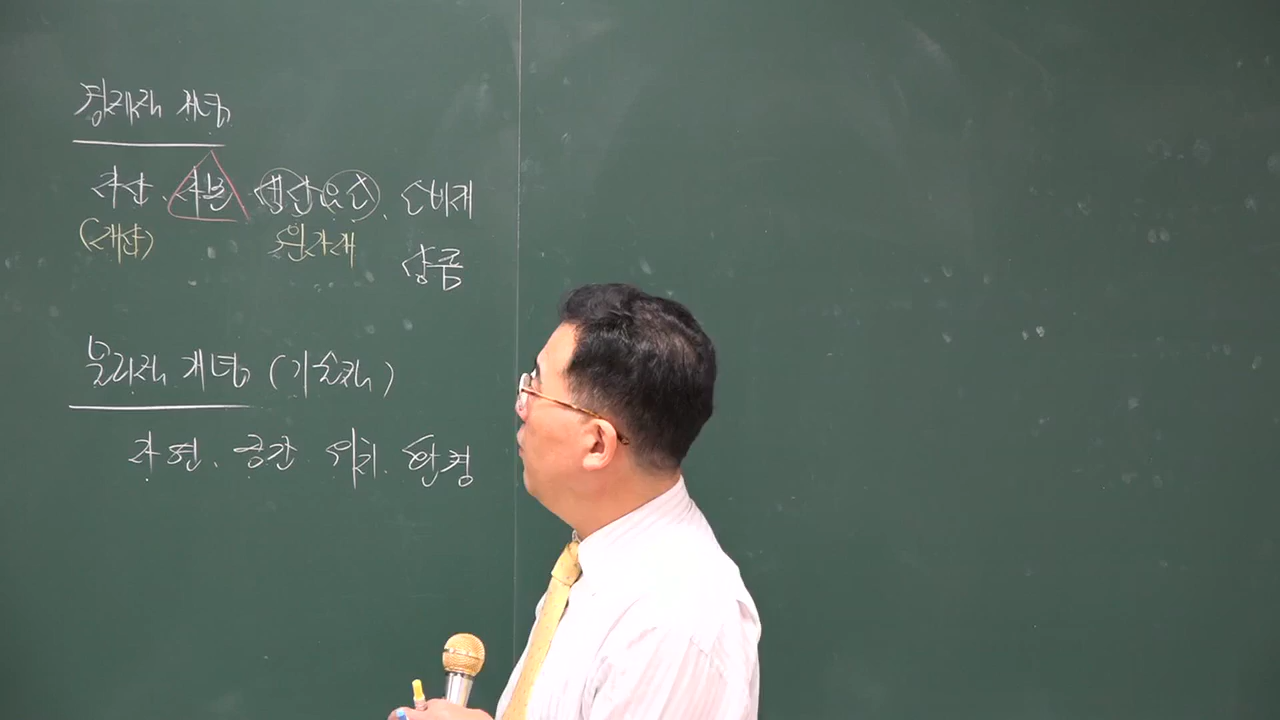 경제적 개념
자산, 자본, 생산요소, 소비재
(재산) 원자재 상품
물리적 개념 (기술적)
자연, 공간, 위치, 환경